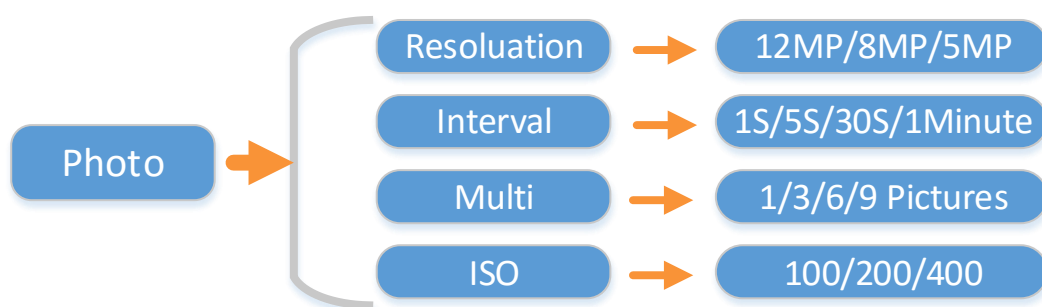 Photo
Resoluation
12MP/8MP/5MP
Interval
1S/5S/30S/1Minute
Multi
1/3/6/9 Pictures
ISO
100/200/400